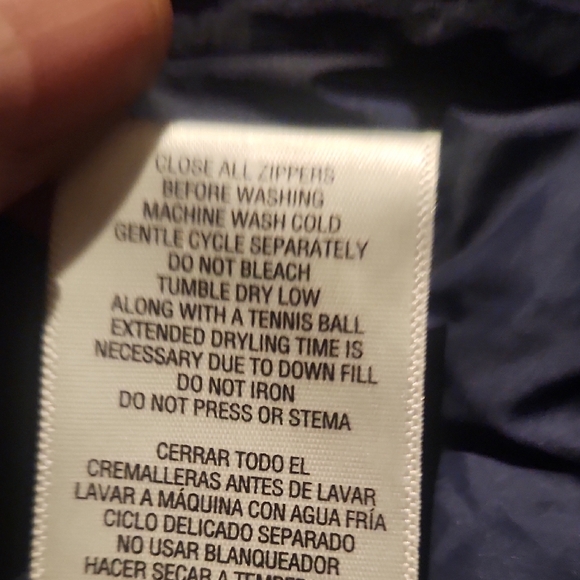 CLOSE ALL ZIPPERS
BEFORE WASHING
MACHINE WASH COLD
GENTLE CYCLE SEPARATELY
DO NOT BLEACH
TUMBLE DRY LOW
ALONG WITH A TENNIS BALL
EXTENDED DRYLING TIME IS
NECESSARY DUE TO DOWN FILL
DO NOT IRON
DO NOT PRESS OR STEMA
CERRAR TODO EL
CREMALLERAS ANTES DE LAVAR
LAVAR A MÁQUINA CON AGUA FRÍA
CICLO DELICADO SEPARADO
NO USAR BLANQUEADOR
HACER SECAR A